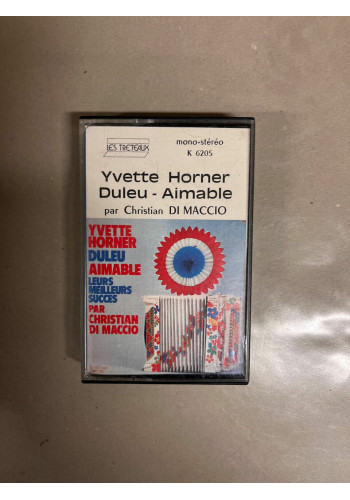 LES TRETEAUX
mono-stéréo
K 6205
Yvette Horner
Duleu - Aimable
par Christian DI MACCIO
YVETTE
HORNER
DULEU
AIMABLE
LEURS
MEILLEURS
SUCCES
PAR
CHRISTIAN
DI MACCIO